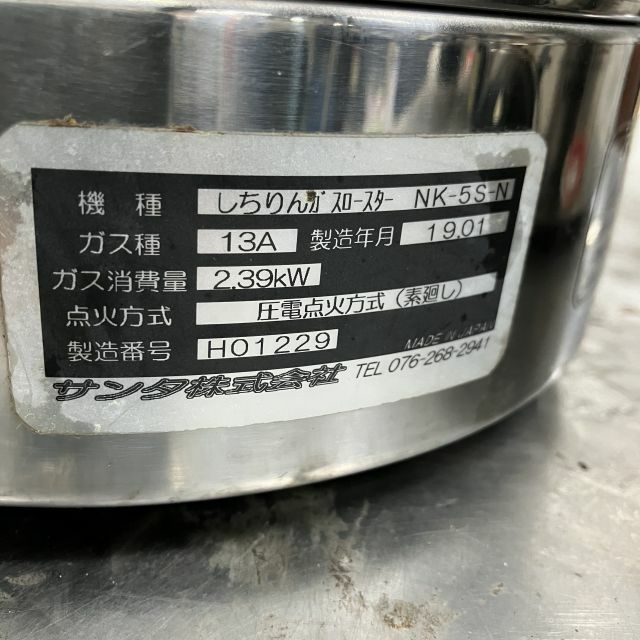 機種 しちりんガスロースター NK-5S-N
ガス種 13A 製造年月 19.01
ガス消費量 2.39kW
点火方式 圧電点火方式(素廻し)
製造番号 H01229 MADE IN JAPAN
サンタ株式会社 TEL 076-268-2941